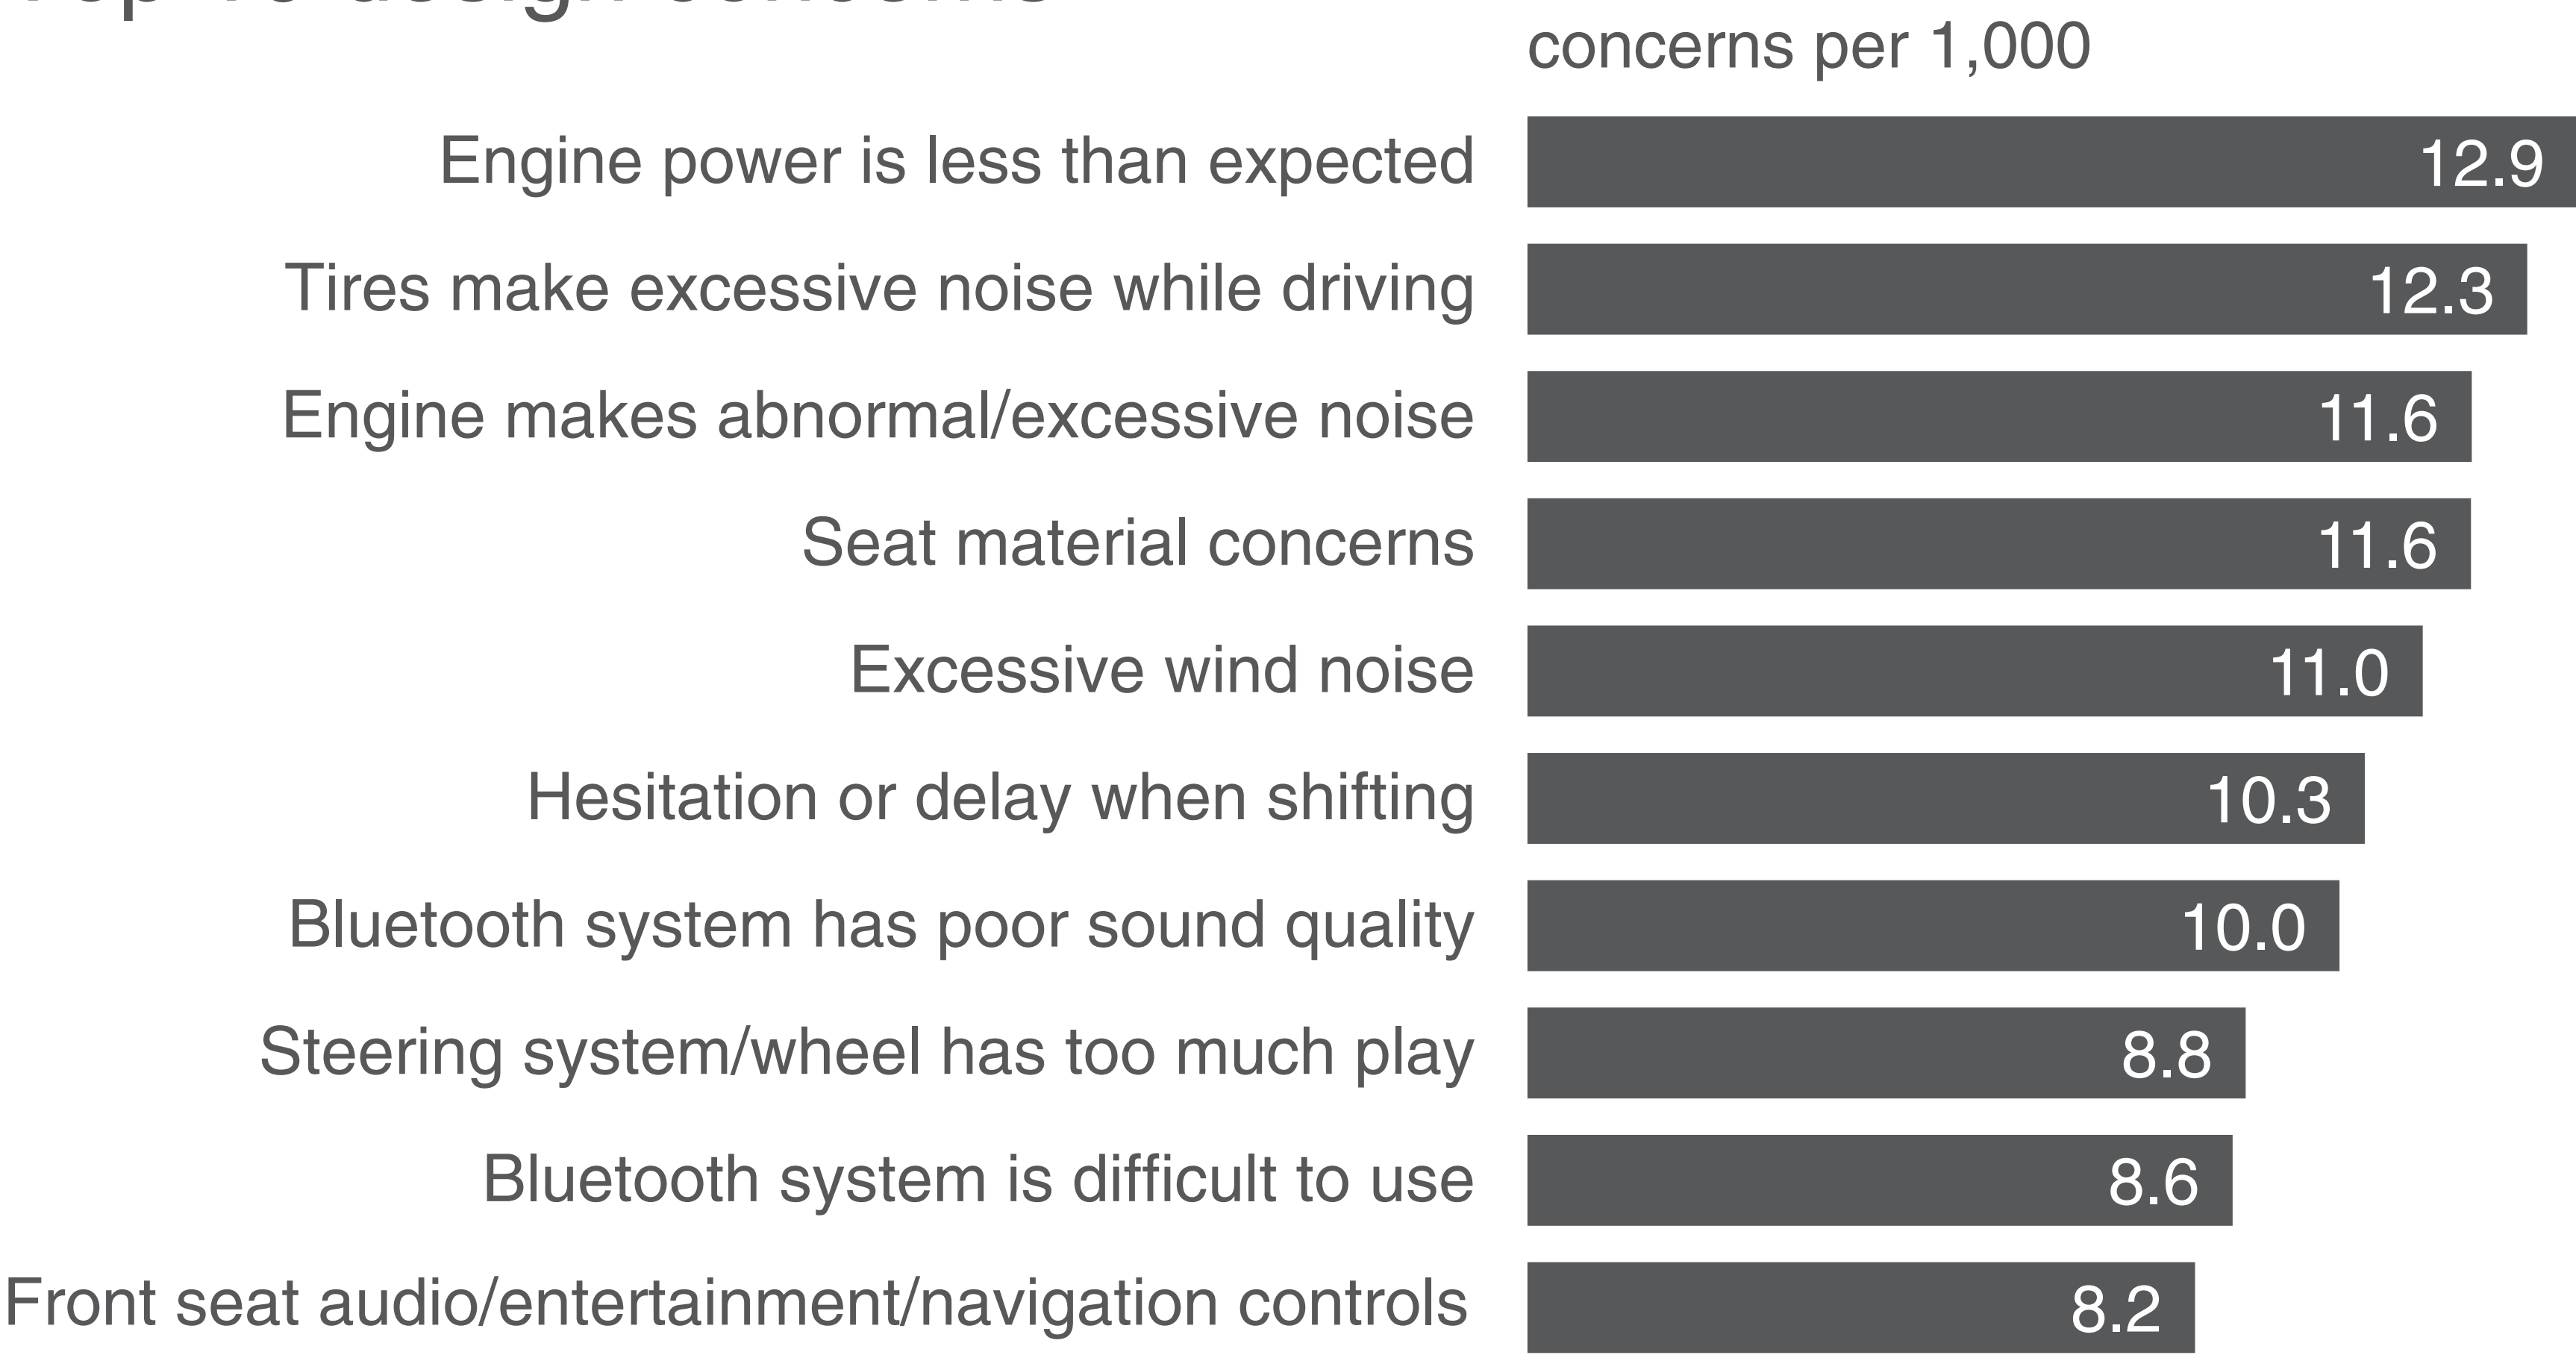 Top 10 design concerns
concerns per 1,000
Engine power is less than expected 12.9
Tires make excessive noise while driving 12.3
Engine makes abnormal/excessive noise 11.6
Seat material concerns 11.6
Excessive wind noise 11.0
Hesitation or delay when shifting 10.3
Bluetooth system has poor sound quality 10.0
Steering system/wheel has too much play 8.8
Bluetooth system is difficult to use 8.6
Front seat audio/entertainment/navigation controls 8.2